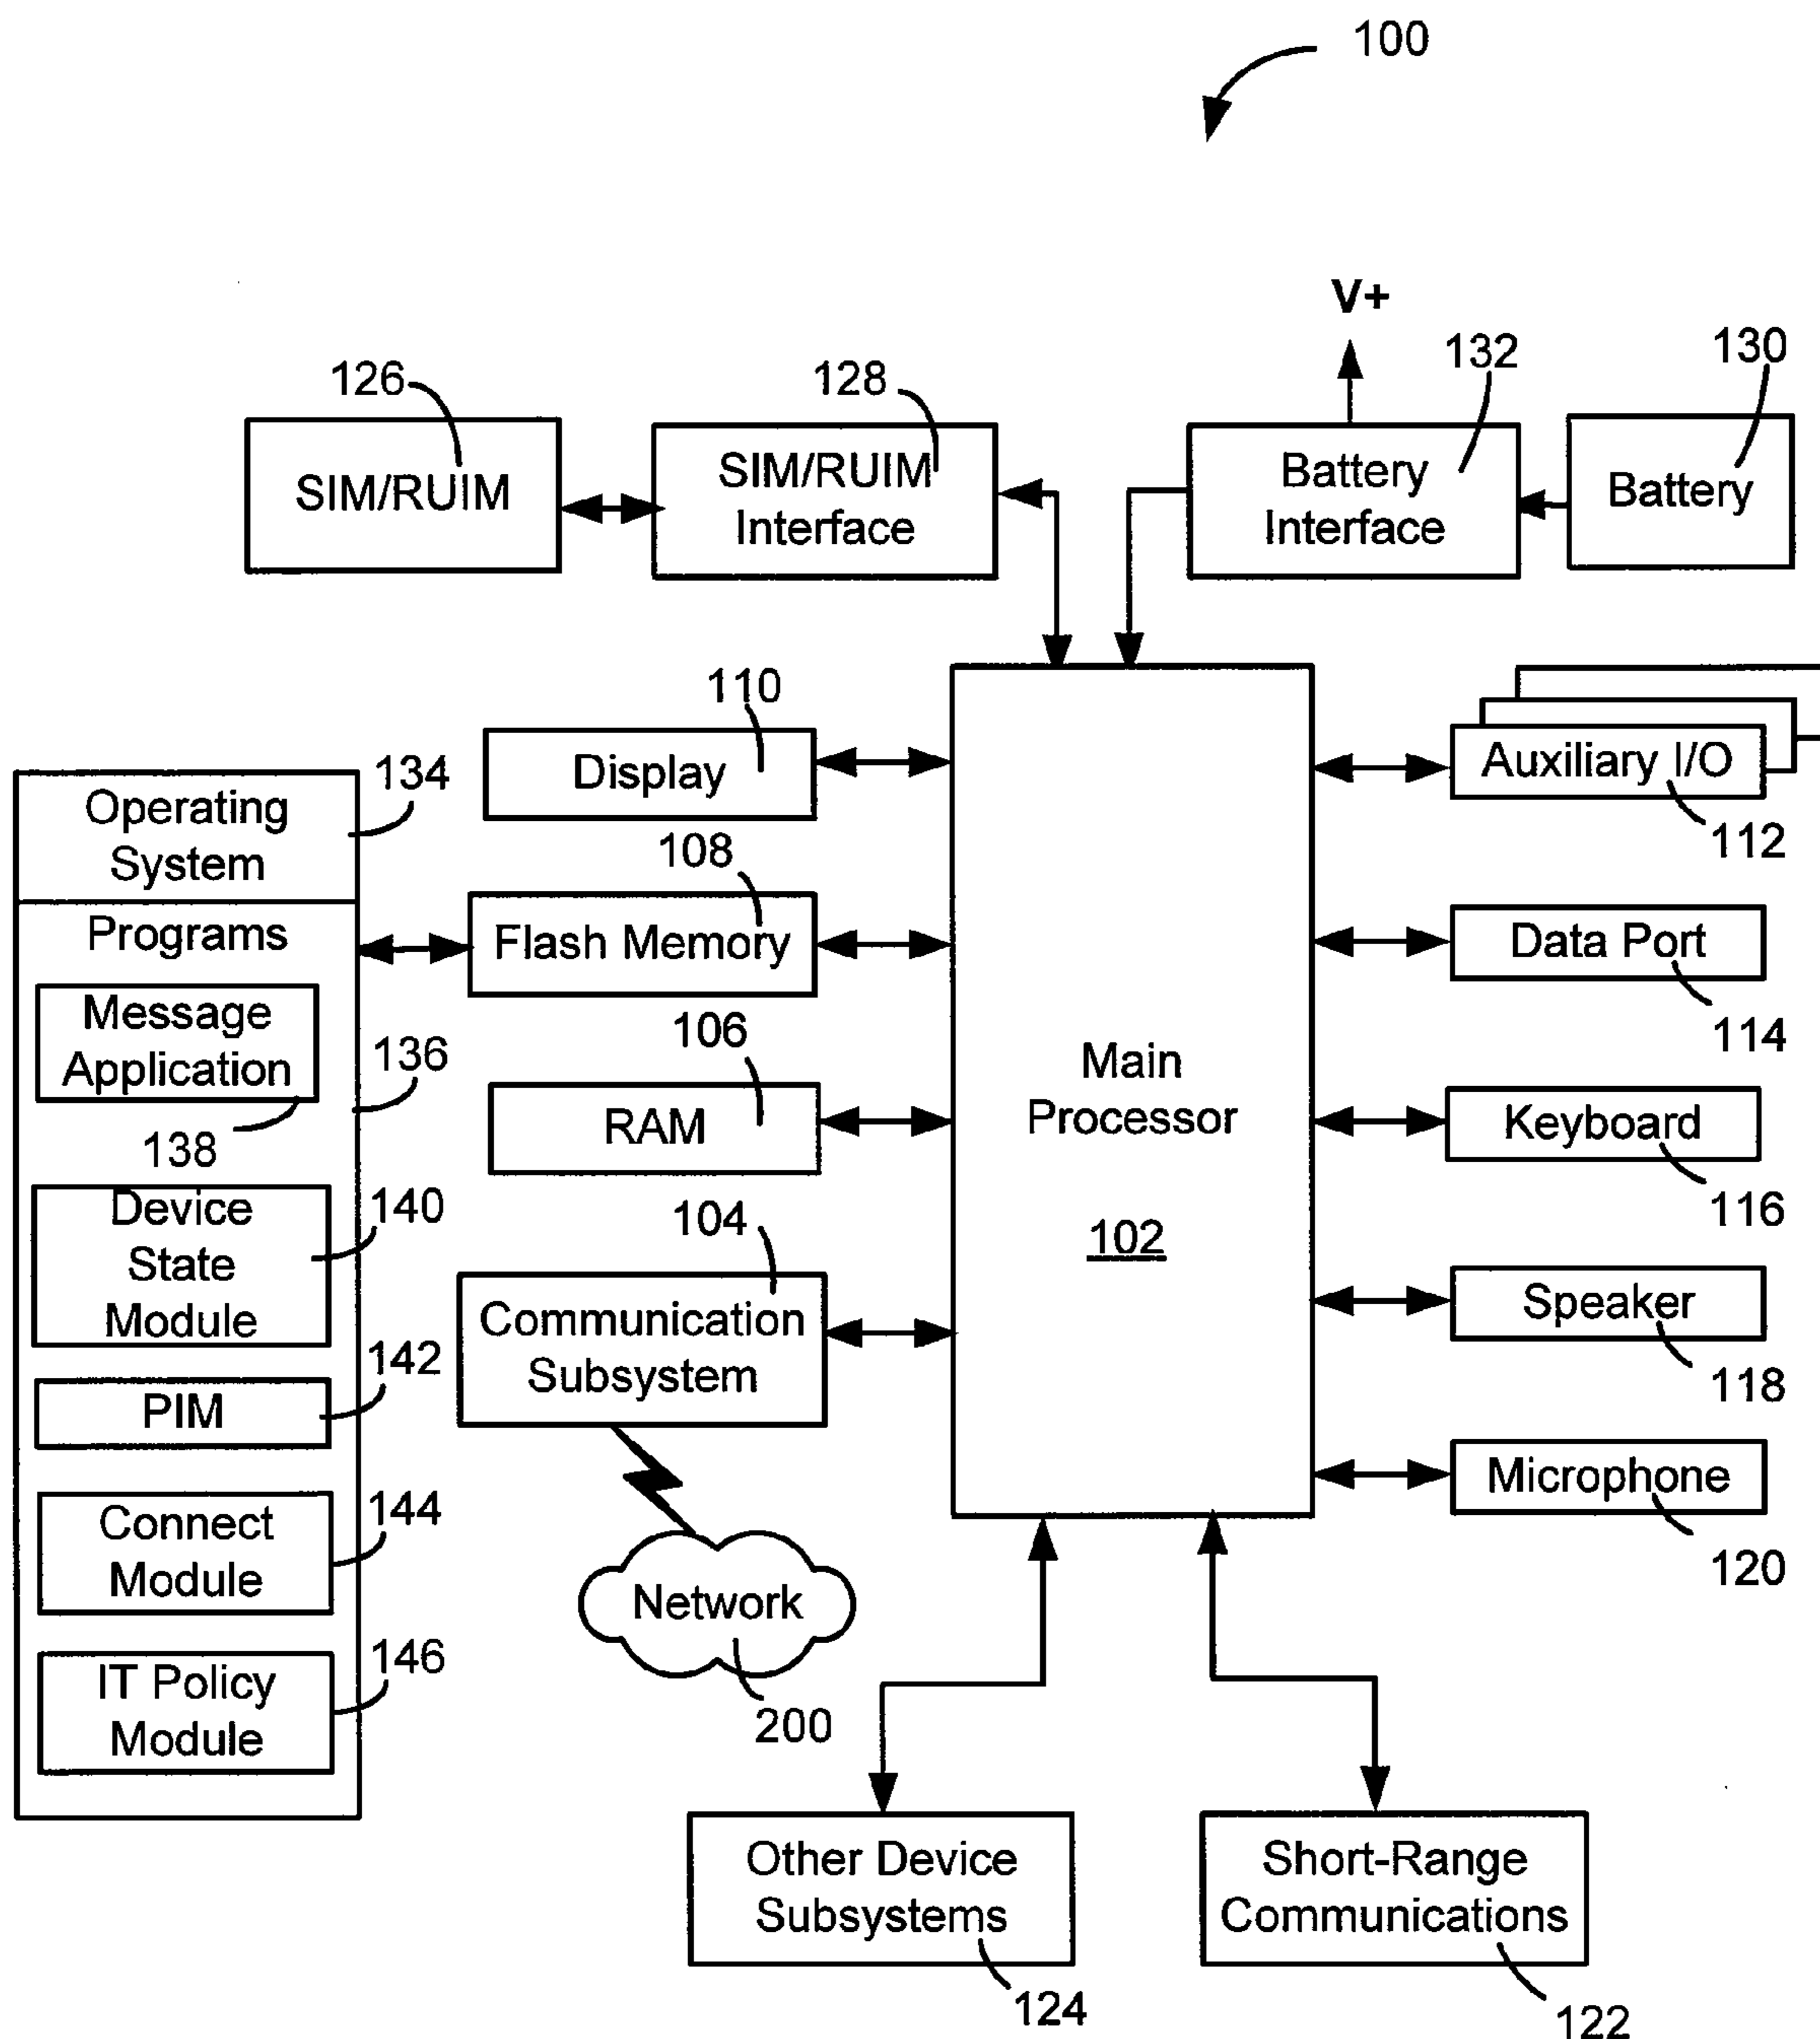 100
V+
126
128
132
130
SIM/RUIM
SIM/RUIM
Interface
Battery
Interface
Battery
110
Display
Auxiliary I/O
112
134
Operating
System
108
Programs
Flash Memory
Data Port
114
Message
Application
138
136
106
RAM
Main
Processor
102
Keyboard
116
Device
State
Module
140
104
Communication
Subsystem
Speaker
118
PIM
142
Microphone
120
Connect
Module
144
Network
200
IT Policy
Module
146
Other Device
Subsystems
124
Short-Range
Communications
122